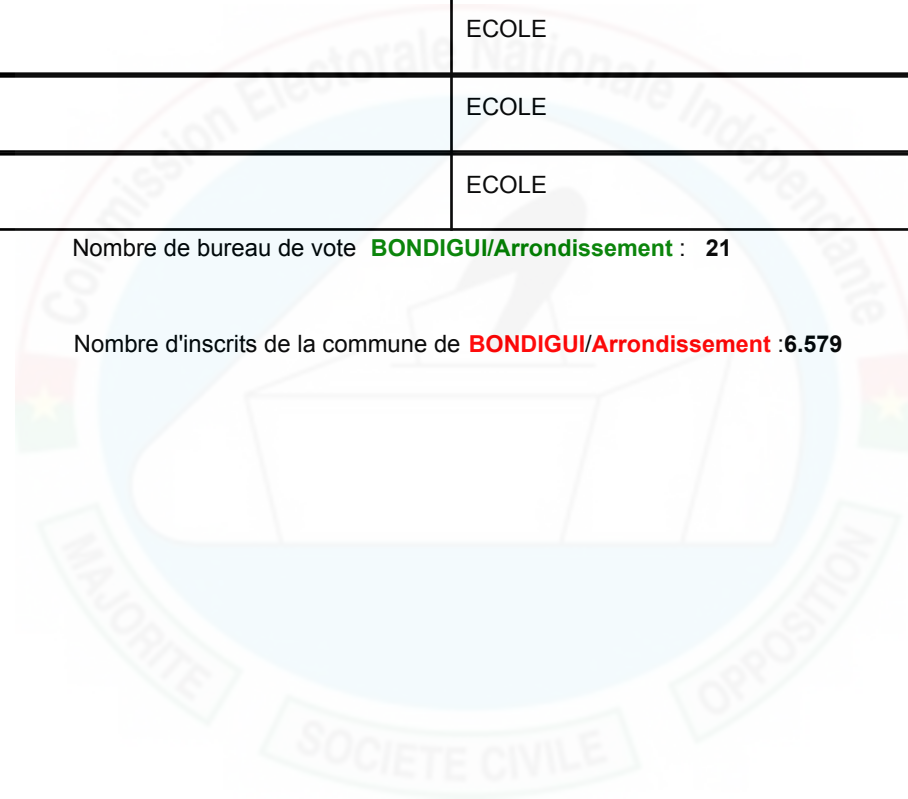 ECOLE
ECOLE
ECOLE
Nombre de bureau de vote BONDIGUI/Arrondissement : 21
Nombre d'inscrits de la commune de BONDIGUI/Arrondissement :6.579
Commission Electorale Nationale Indépendante
MAJORITE
SOCIETE CIVILE
OPPOSITION